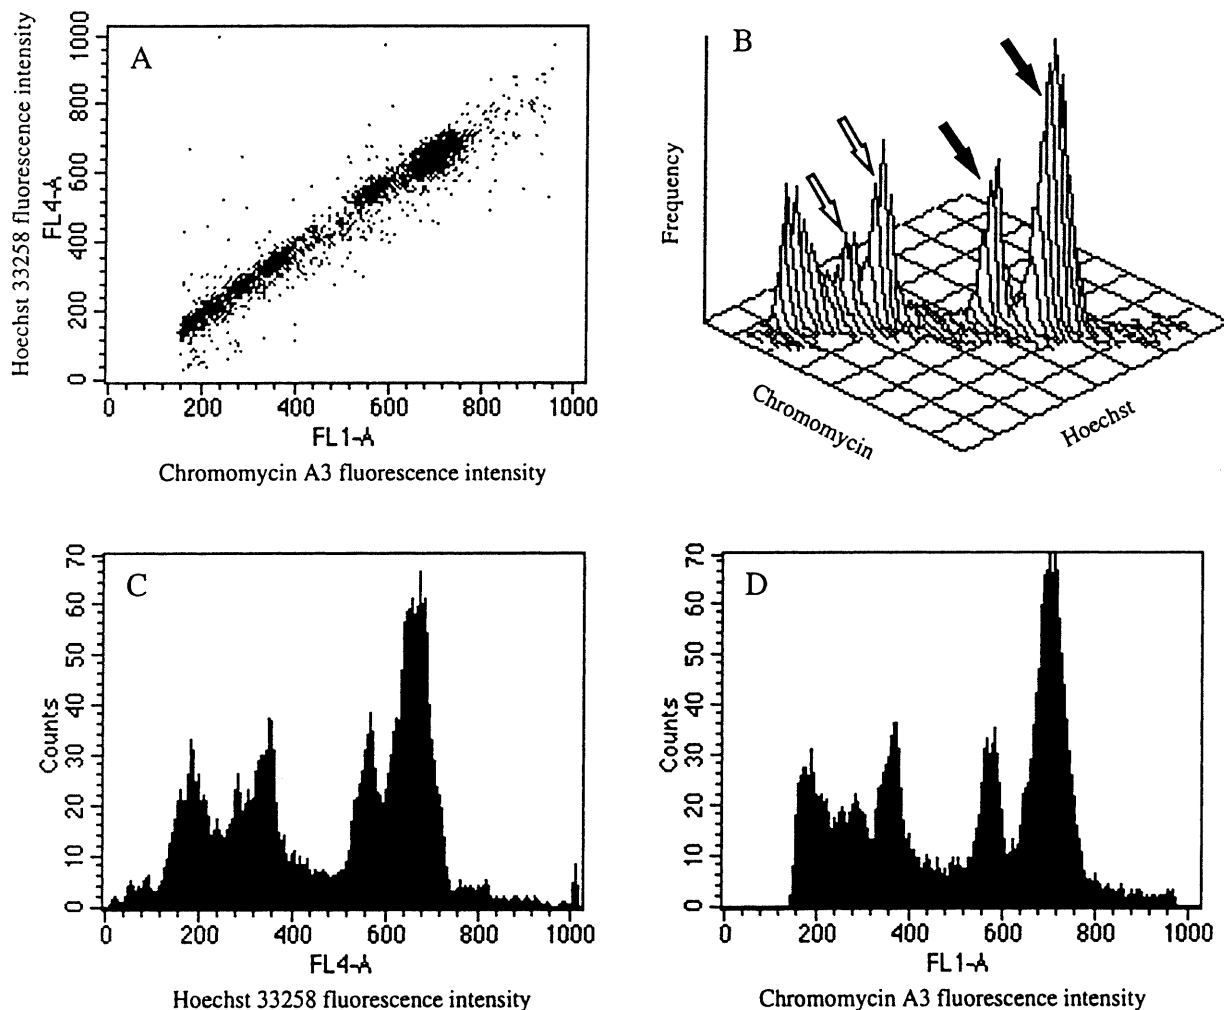 A
Hoechst 33258 fluorescence intensity
FL4-A
1000
800
600
400
200
0
0 200 400 600 800 1000
FL1-A
Chromomycin A3 fluorescence intensity
B
Frequency
Chromomycin
Hoechst
C
Counts
70
60
50
40
30
20
10
0
0 200 400 600 800 1000
FL4-A
Hoechst 33258 fluorescence intensity
D
Counts
70
60
50
40
30
20
10
0
0 200 400 600 800 1000
FL1-A
Chromomycin A3 fluorescence intensity